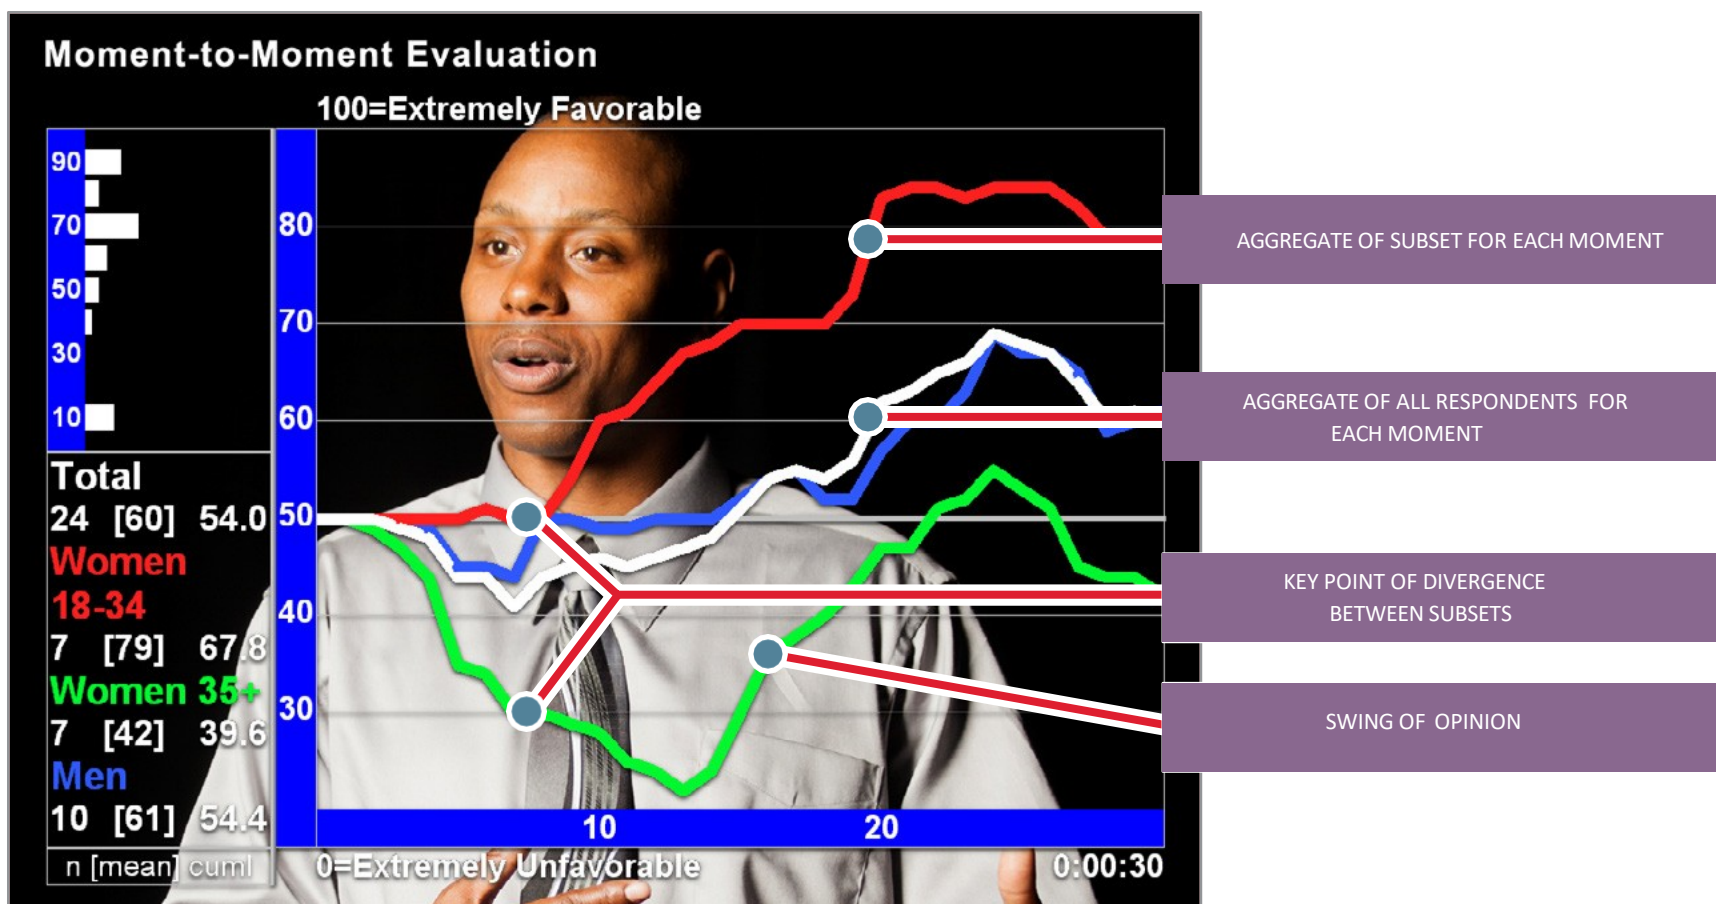 Moment-to-Moment Evaluation
100=Extremely Favorable
90
70
50
30
10
Total
24 [60] 54.0
Women
18-34
7 [79] 67.8
Women 35+
7 [42] 39.6
Men
10 [61] 54.4
n [mean] cuml
80
70
60
50
40
30
10 20
0=Extremely Unfavorable 0:00:30
AGGREGATE OF SUBSET FOR EACH MOMENT
AGGREGATE OF ALL RESPONDENTS FOR
EACH MOMENT
KEY POINT OF DIVERGENCE
BETWEEN SUBSETS
SWING OF OPINION